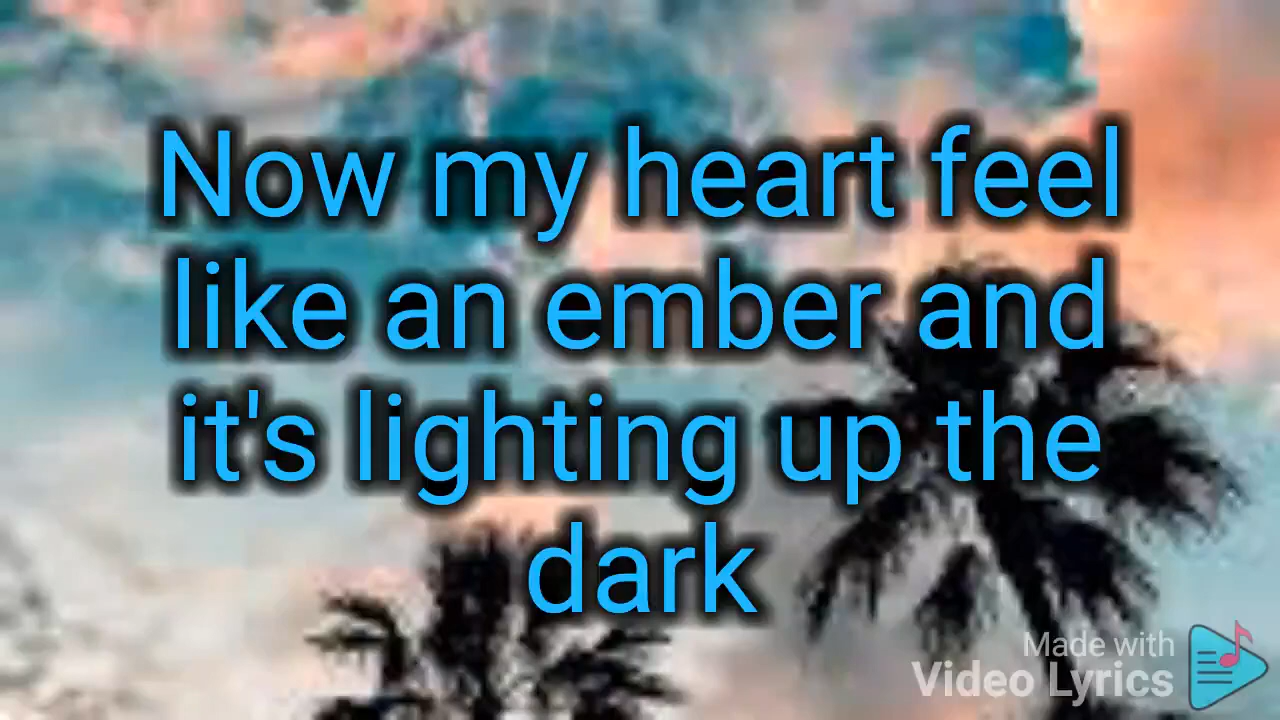 Now my heart feel
like an ember and
it's lighting up the
dark
Made with
Video Lyrics